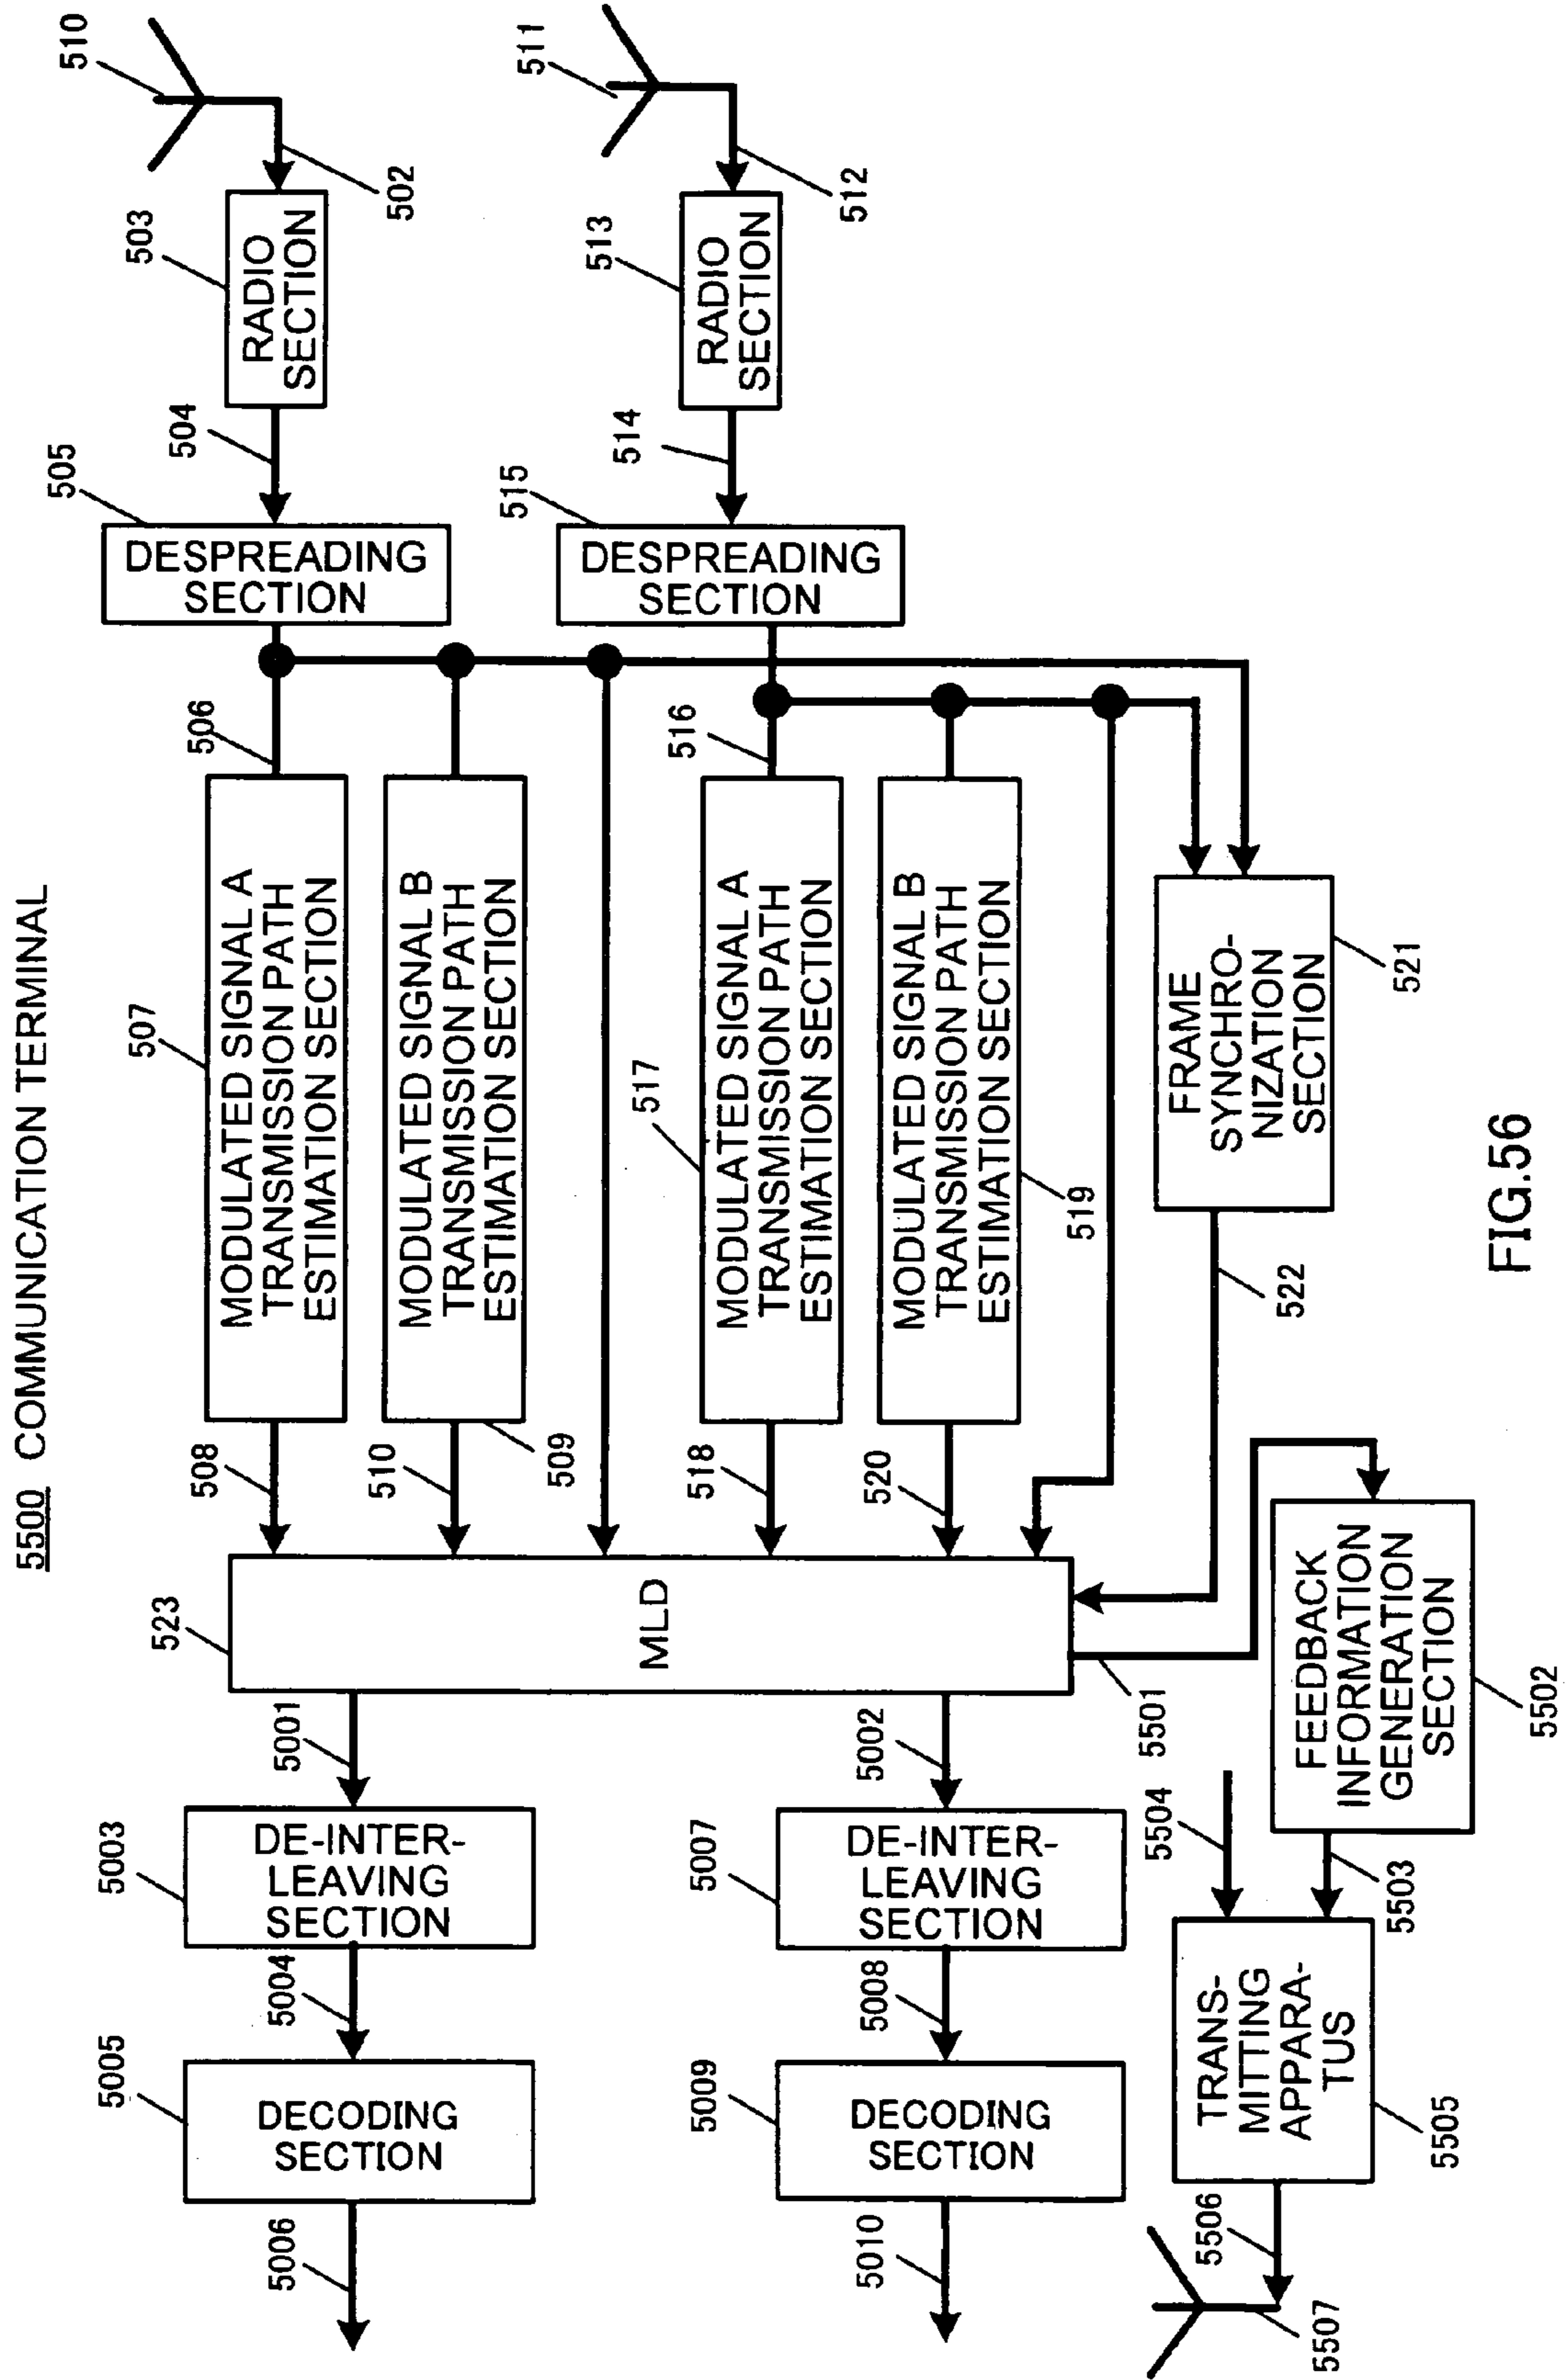 5500 COMMUNICATION TERMINAL
510
502
503
RADIO
SECTION
504
505
DESPREADING
SECTION
506
507
MODULATED SIGNAL A
TRANSMISSION PATH
ESTIMATION SECTION
508
MODULATED SIGNAL B
TRANSMISSION PATH
ESTIMATION SECTION
509
510
511
512
513
RADIO
SECTION
514
515
DESPREADING
SECTION
516
517
MODULATED SIGNAL A
TRANSMISSION PATH
ESTIMATION SECTION
518
MODULATED SIGNAL B
TRANSMISSION PATH
ESTIMATION SECTION
519
520
FRAME
SYNCHRO-
NIZATION
SECTION
521
522
523
MLD
5001
5003
DE-INTER-
LEAVING
SECTION
5004
5005
DECODING
SECTION
5006
5002
5007
DE-INTER-
LEAVING
SECTION
5008
5009
DECODING
SECTION
5010
5501
FEEDBACK
INFORMATION
GENERATION
SECTION
5502
5503
5504
TRANS-
MITTING
APPARA-
TUS
5505
5506
5507
FIG.56